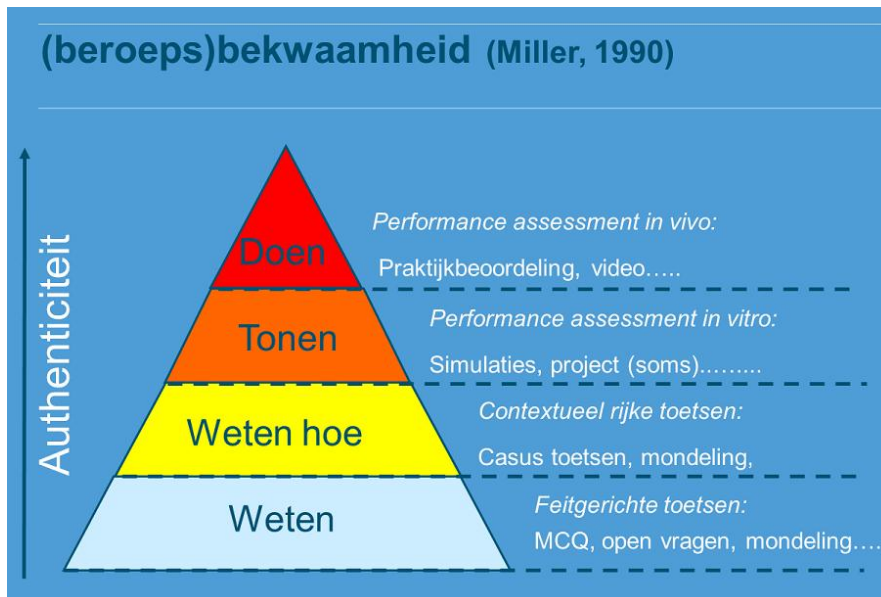 (beroeps)bekwaamheid (Miller, 1990)
Authenticiteit
Doen
Performance assessment in vivo:
Praktijkbeoordeling, video…..
Tonen
Performance assessment in vitro:
Simulaties, project (soms)..…....
Weten hoe
Contextueel rijke toetsen:
Casus toetsen, mondeling,
Weten
Feitgerichte toetsen:
MCQ, open vragen, mondeling….